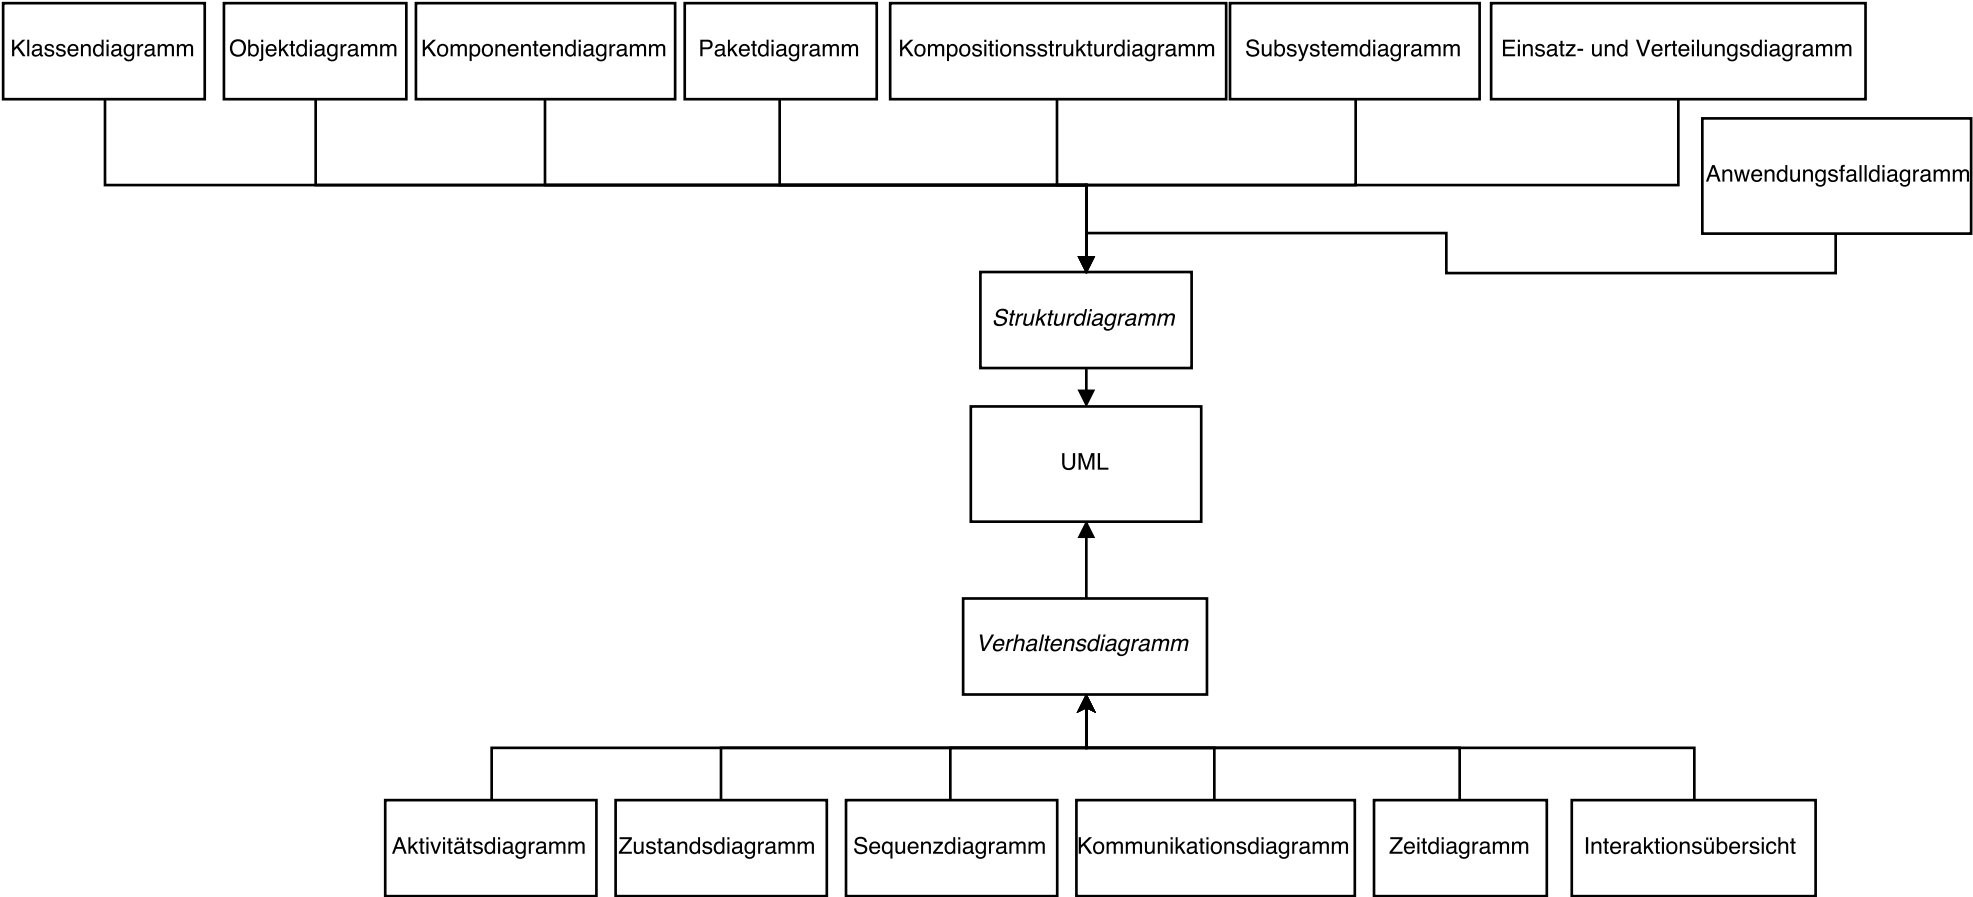 Klassendiagramm
Objektdiagramm
Komponentendiagramm
Paketdiagramm
Kompositionsstrukturdiagramm
Subsystemdiagramm
Einsatz- und Verteilungsdiagramm
Anwendungsfalldiagramm
Strukturdiagramm
UML
Verhaltensdiagramm
Aktivitätsdiagramm
Zustandsdiagramm
Sequenzdiagramm
Kommunikationsdiagramm
Zeitdiagramm
Interaktionsübersicht